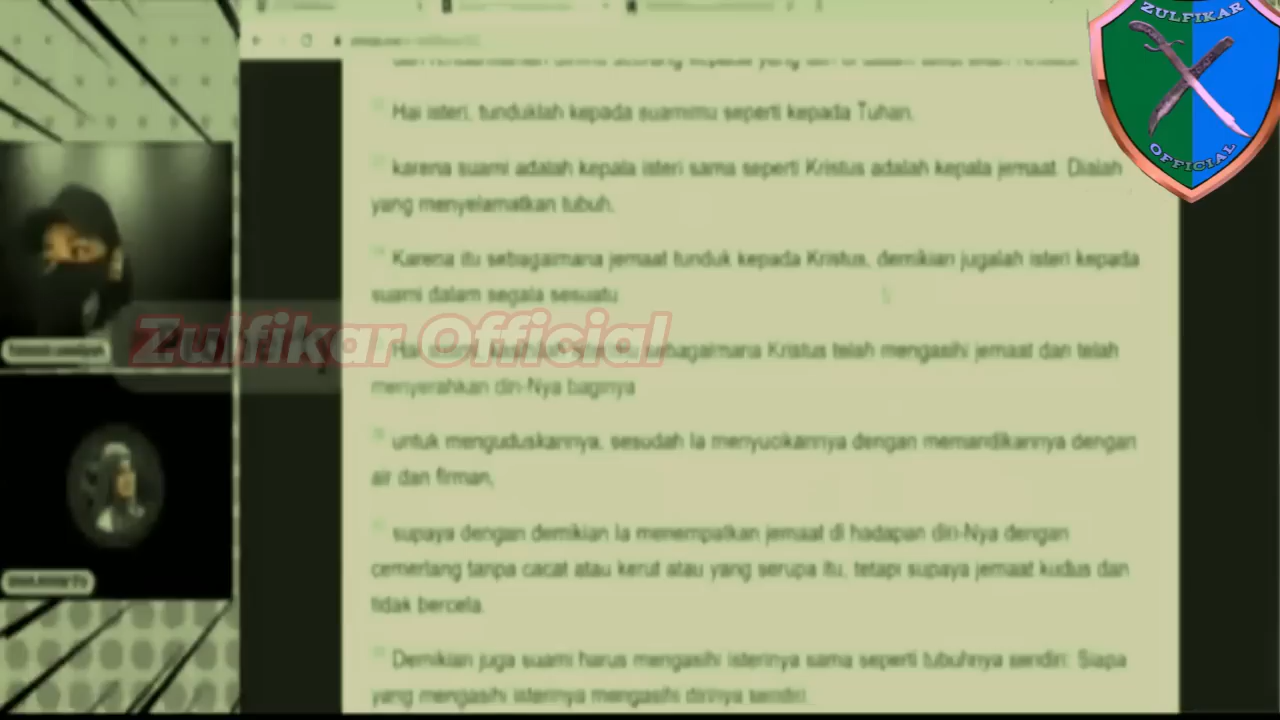 ZULFIKAR
OFFICIAL
Hai isteri, tunduklah kepada suamimu seperti kepada Tuhan,
karena suami adalah kepala isteri sama seperti Kristus adalah kepala jemaat. Dialah
yang menyelamatkan tubuh.
Karena itu sebagaimana jemaat tunduk kepada Kristus, demikian jugalah isteri kepada
suami dalam segala sesuatu.
Zulfikar Official
sebagaimana Kristus telah mengasihi jemaat dan telah
menyerahkan diri-Nya baginya
untuk menguduskannya, sesudah Ia menyucikannya dengan memandikannya dengan
air dan firman,
supaya dengan demikian Ia menempatkan jemaat di hadapan diri-Nya dengan
cemerlang tanpa cacat atau kerut atau yang serupa itu, tetapi supaya jemaat kudus dan
tidak bercela.
Demikian juga suami harus mengasihi isterinya sama seperti tubuhnya sendiri: Siapa
yang mengasihi isterinya mengasihi dirinya sendiri.